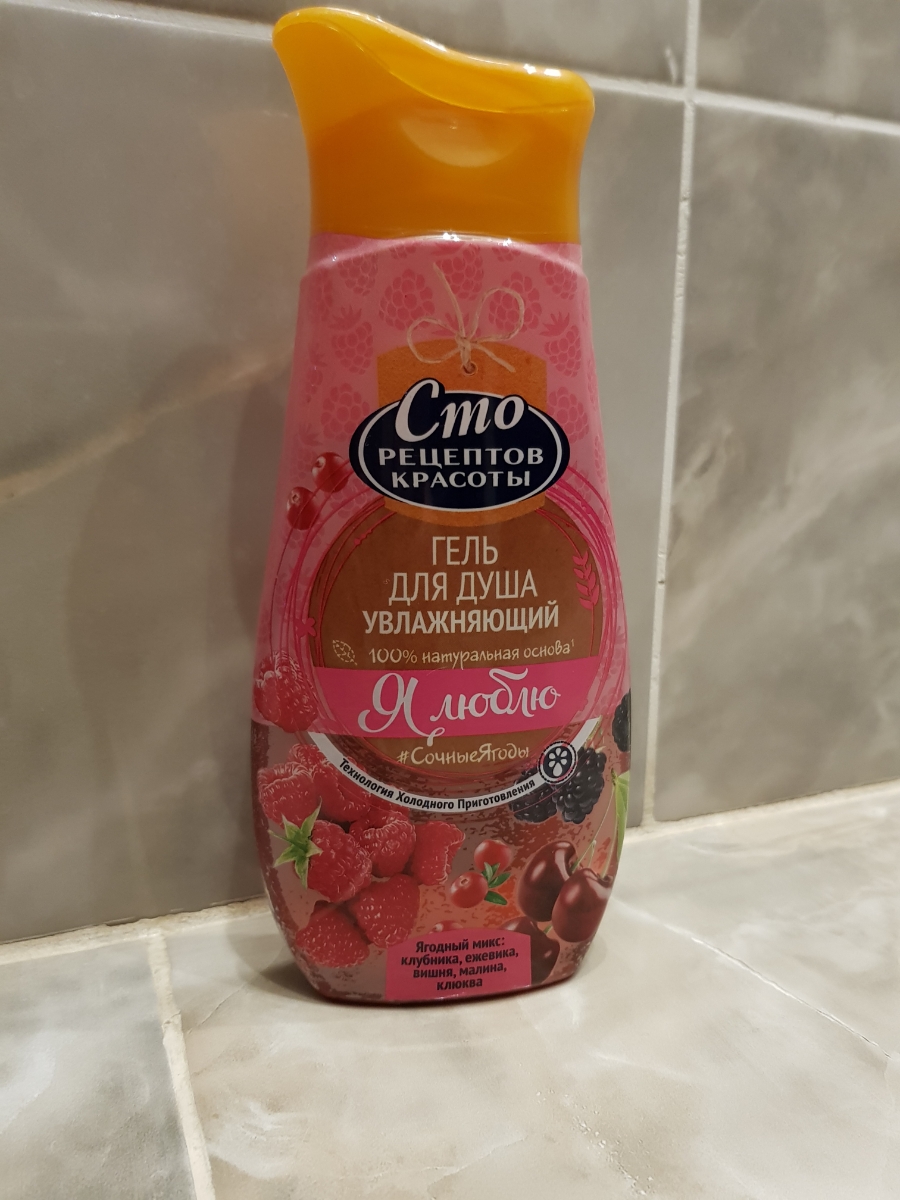 Сто
РЕЦЕПТОВ
КРАСОТЫ
ГЕЛЬ
ДЛЯ ДУША
УВЛАЖНЯЮЩИЙ
100% натуральная основа¹
Я люблю
#СочныеЯгоды
Технология Холодного Приготовления
Ягодный микс:
клубника, ежевика,
вишня, малина,
клюква